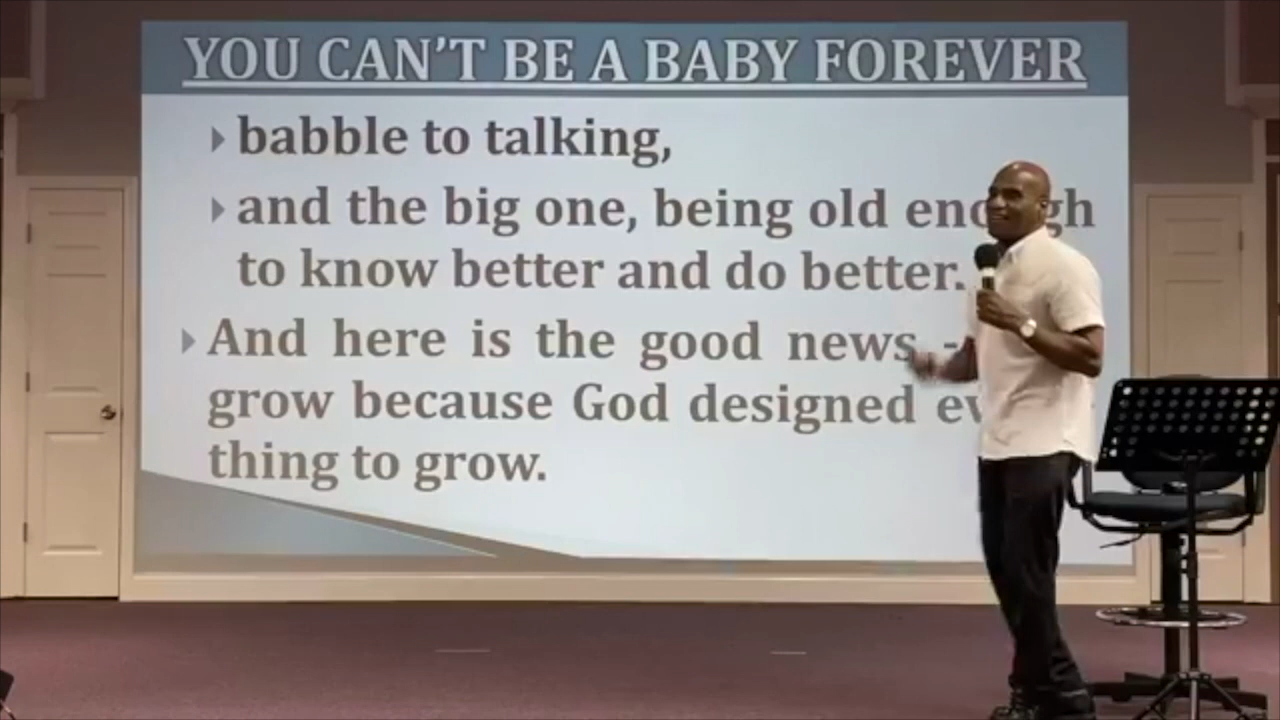 YOU CAN'T BE A BABY FOREVER
babble to talking,
and the big one, being old enough
to know better and do better.
And here is the good news -
grow because God designed
thing to grow.